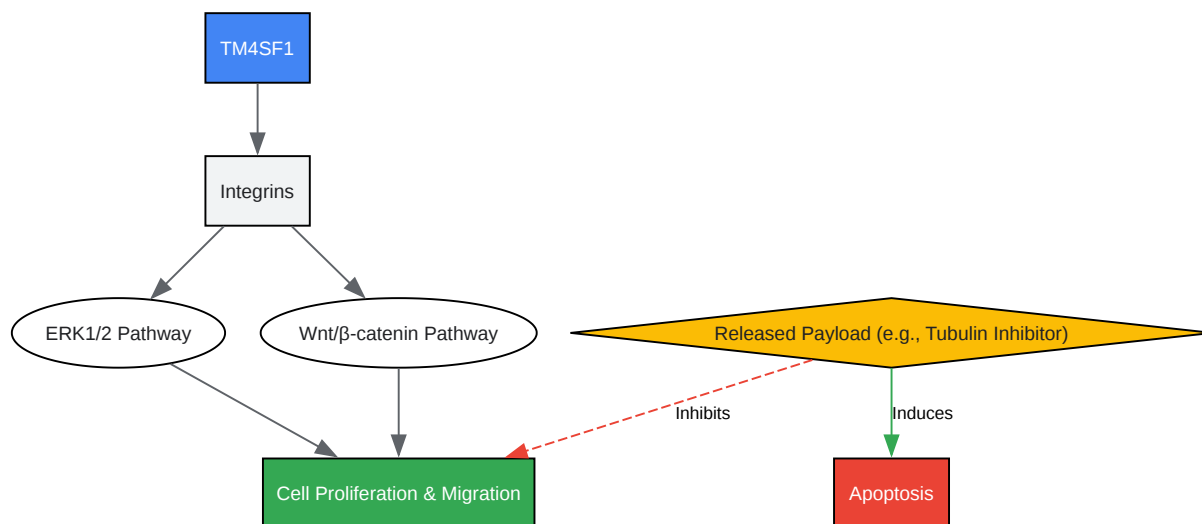 TM4SF1
Integrins
ERK1/2 Pathway
Wnt/β-catenin Pathway
Released Payload (e.g., Tubulin Inhibitor)
Inhibits
Induces
Cell Proliferation & Migration
Apoptosis